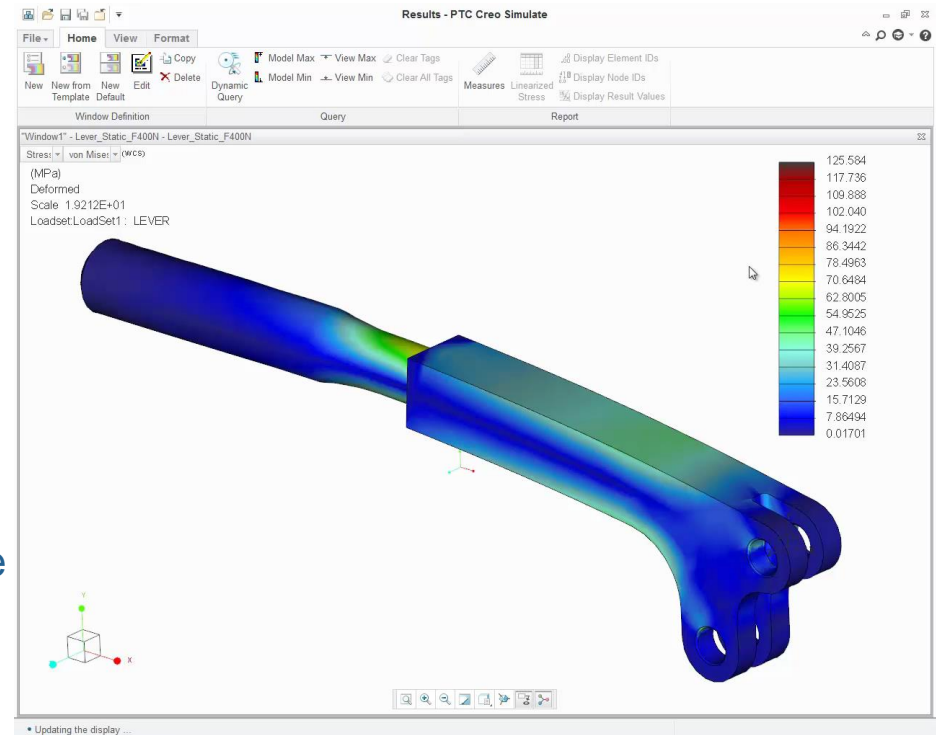 Results - PTC Creo Simulate
File Home View Format
New
New from Template
New Default
Edit
Copy
Delete
Dynamic Query
Model Max View Max Clear Tags
Model Min View Min Clear All Tags
Measures
Linearized Stress
Display Element IDs
Display Node IDs
Display Result Values
Window Definition Query Report
"Window1" - Lever_Static_F400N - Lever_Static_F400N
von (WCS)
(MPa)
Deformed
Scale 1.9212E+01
Loadset:LoadSet1 : LEVER
125.584
117.736
109.888
102.040
94.1922
86.3442
78.4963
70.6484
62.8005
54.9525
47.1046
39.2567
31.4087
23.5608
15.7129
7.86494
0.01701
e
Y
X
Updating the display ...